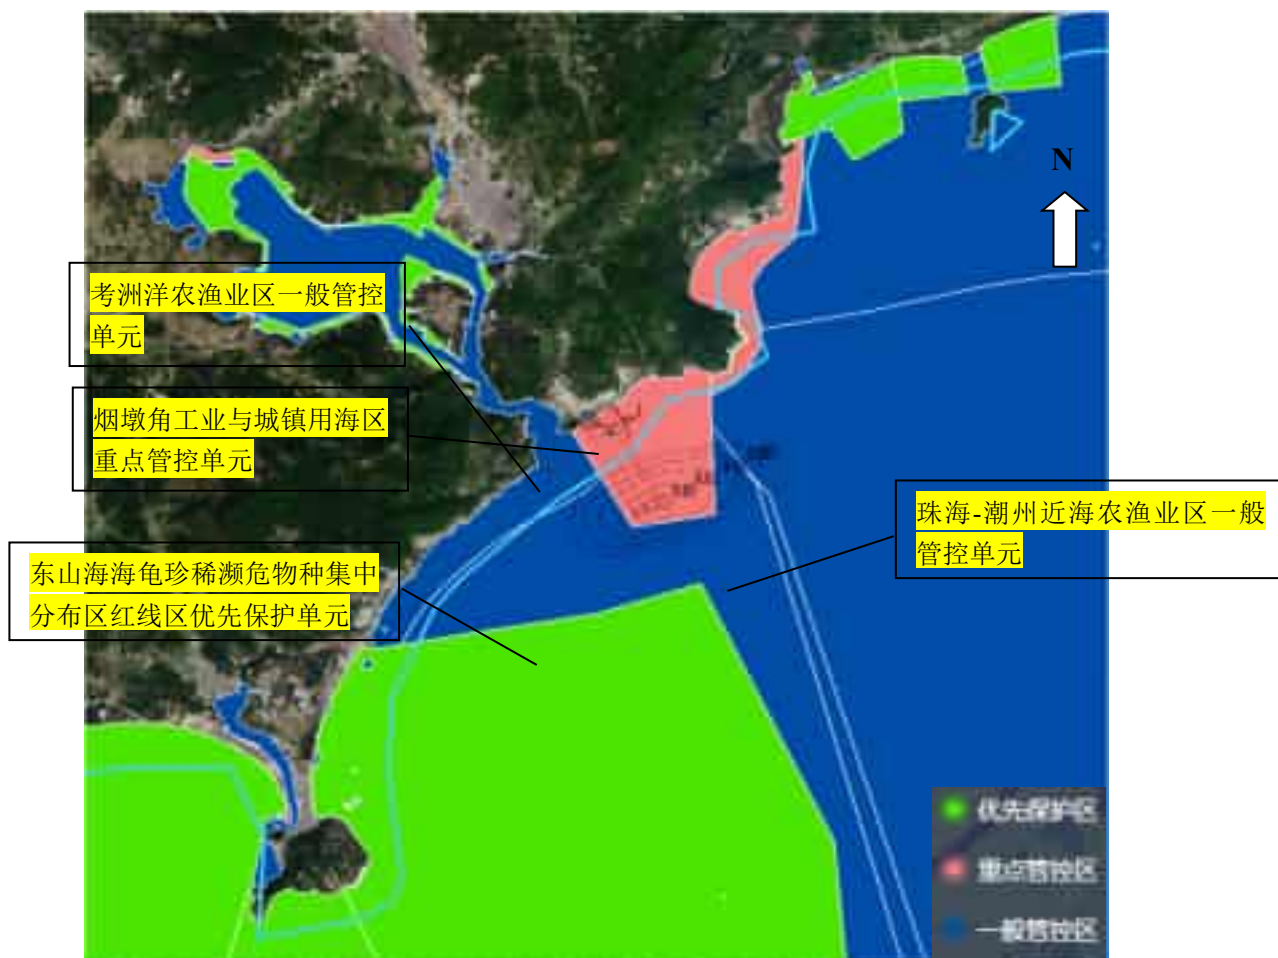 N
考洲洋农渔业区一般管控
单元
烟墩角工业与城镇用海区
重点管控单元
珠海-潮州近海农渔业区一般
管控单元
东山海海龟珍稀濒危物种集中
分布区红线区优先保护单元
优先保护区
重点管控区
一般管控区